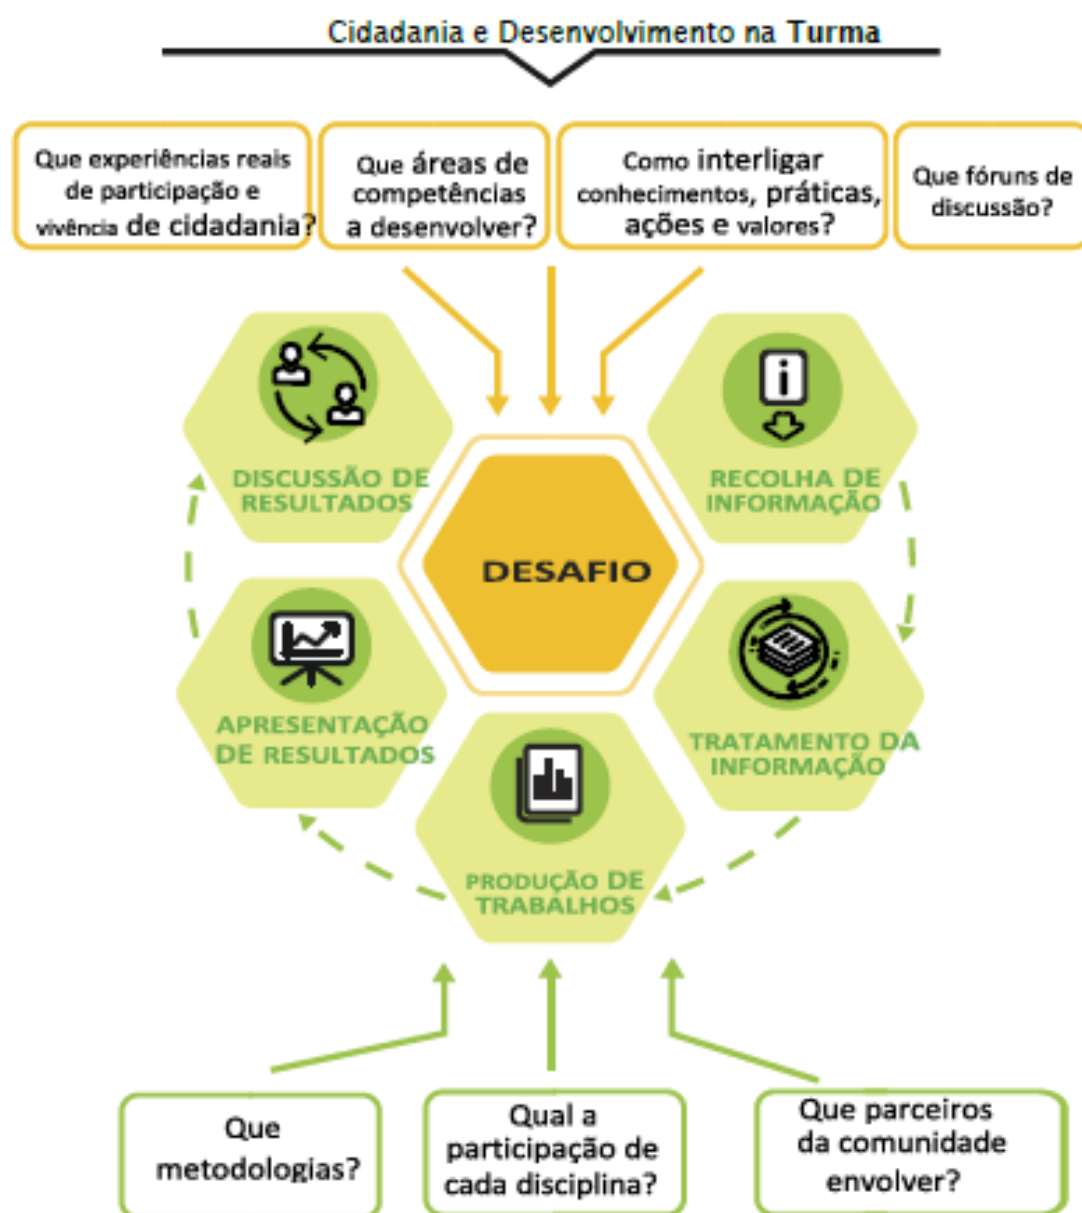 Cidadania e Desenvolvimento na Turma
Que experiências reais
de participação e
vivência de cidadania?
Que áreas de
competências
a desenvolver?
Como interligar
conhecimentos, práticas,
ações e valores?
Que fóruns de
discussão?
DISCUSSÃO DE
RESULTADOS
RECOLHA DE
INFORMAÇÃO
DESAFIO
APRESENTAÇÃO
DE RESULTADOS
TRATAMENTO DA
INFORMAÇÃO
PRODUÇÃO DE
TRABALHOS
Que
metodologias?
Qual a
participação de
cada disciplina?
Que parceiros
da comunidade
envolver?